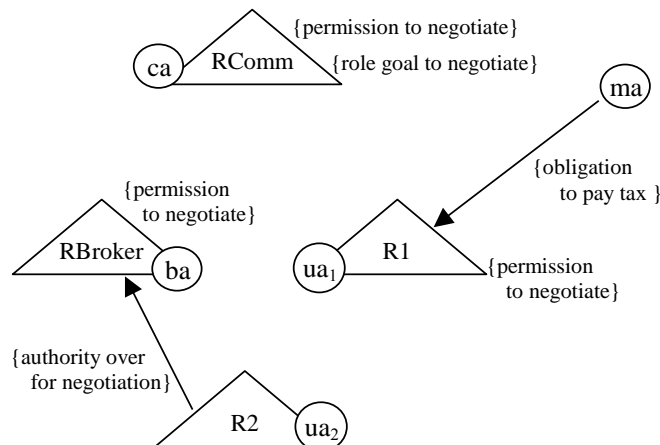 {permission to negotiate}
ca
RComm
{role goal to negotiate}
ma
{obligation
to pay tax }
{permission
to negotiate}
RBroker
ba
ua1
R1
{permission
to negotiate}
{authority over
for negotiation}
R2
ua2